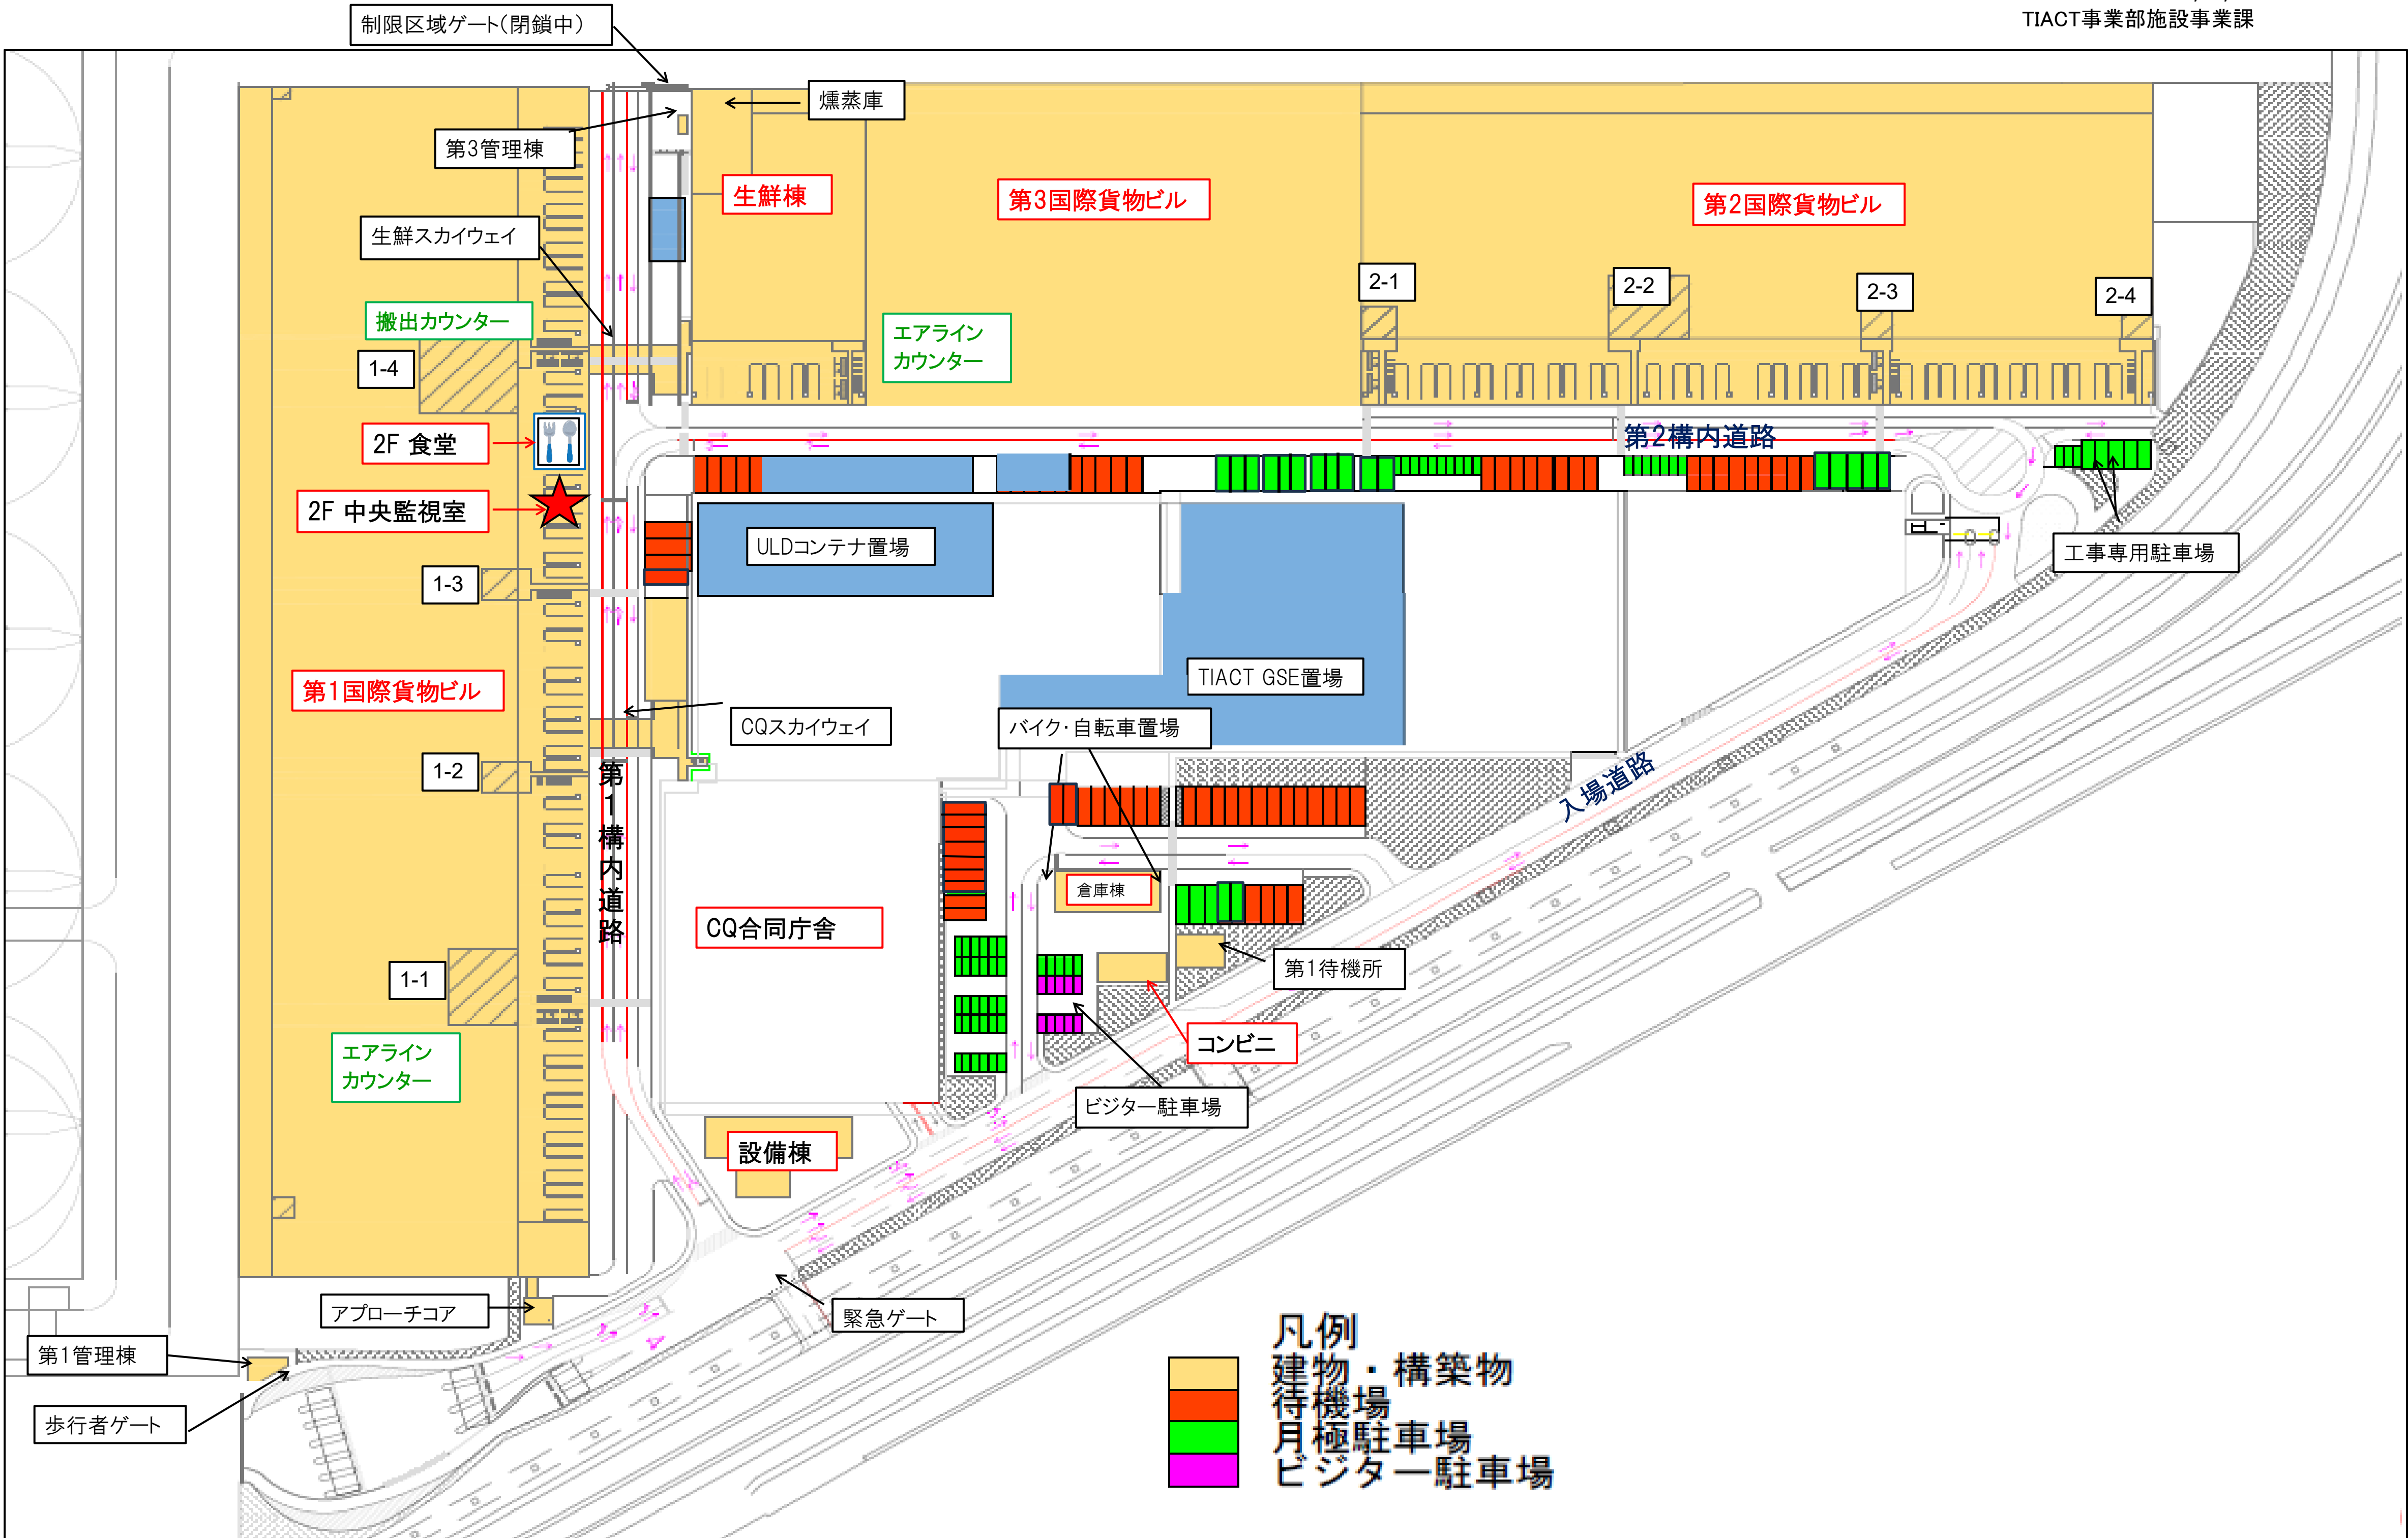 TIACT事業部施設事業課
制限区域ゲート(閉鎖中)
燻蒸庫
第3管理棟
生鮮棟
第3国際貨物ビル
第2国際貨物ビル
生鮮スカイウェイ
2-1
2-2
2-3
2-4
搬出カウンター
エアライン
カウンター
1-4
2F 食堂
第2構内道路
2F 中央監視室
ULDコンテナ置場
工事専用駐車場
1-3
第1国際貨物ビル
TIACT GSE置場
CQスカイウェイ
バイク・自転車置場
1-2
第1構内道路
入場道路
倉庫棟
CQ合同庁舎
第1待機所
1-1
コンビニ
エアライン
カウンター
ビジター駐車場
設備棟
アプローチコア
緊急ゲート
第1管理棟
歩行者ゲート
凡例
建物・構築物
待機場
月極駐車場
ビジター駐車場